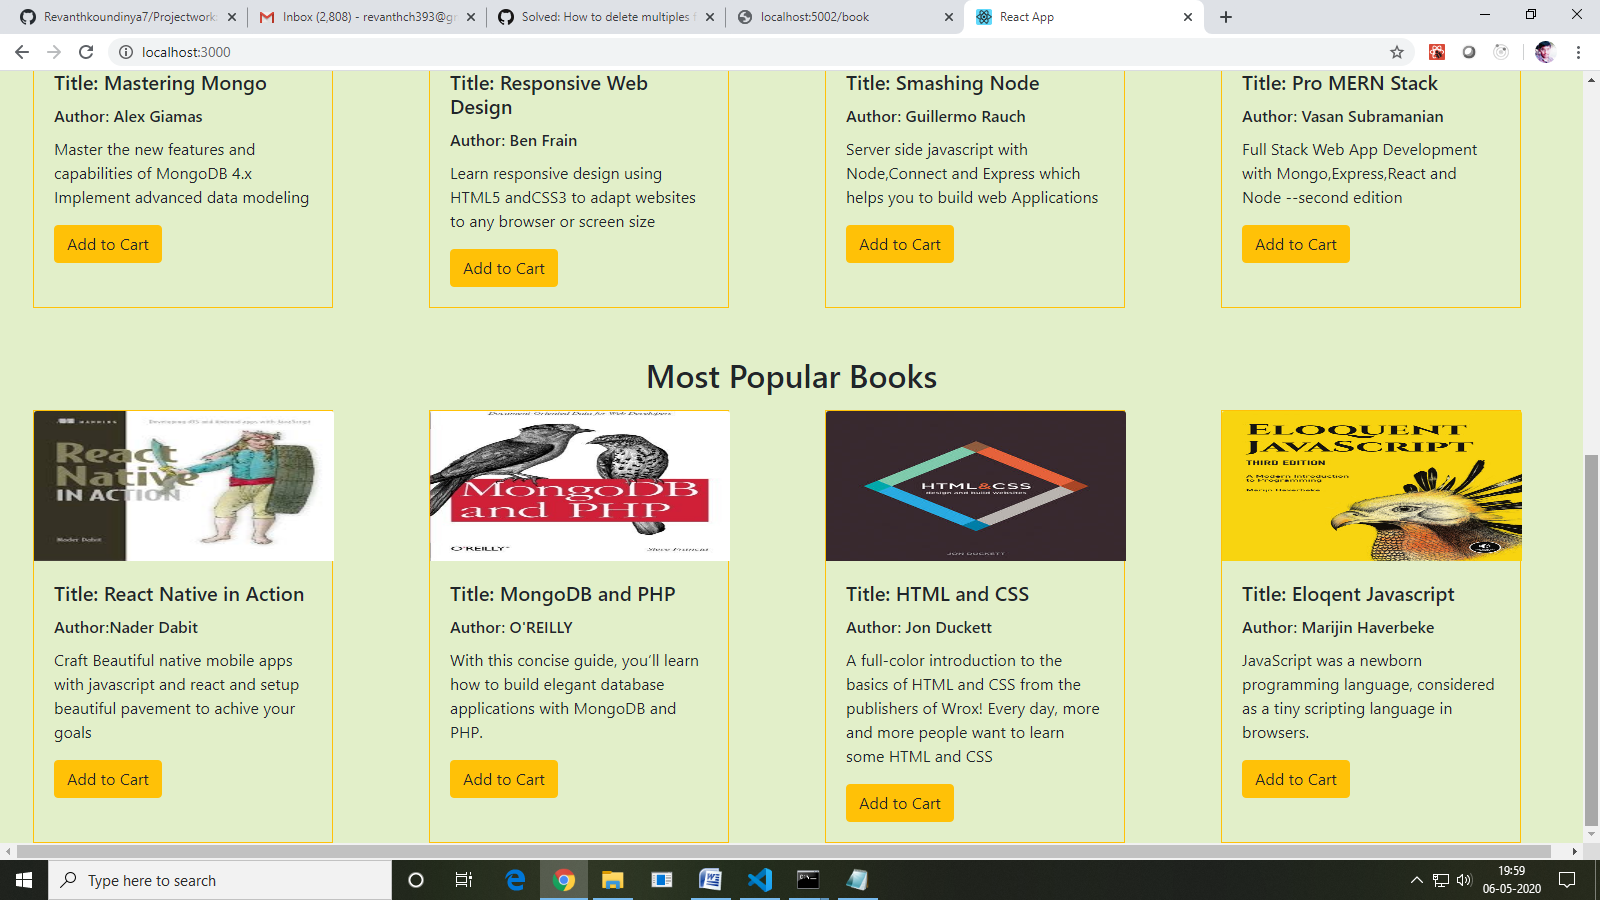 Revanthkoundinya7/Projectwork:
Inbox (2,808) - revanthch393@gm
Solved: How to delete multiples f
localhost:5002/book
React App
localhost:3000
Title: Mastering Mongo
Author: Alex Giamas
Master the new features and
capabilities of MongoDB 4.x
Implement advanced data modeling
Add to Cart
Title: Responsive Web
Design
Author: Ben Frain
Learn responsive design using
HTML5 andCSS3 to adapt websites
to any browser or screen size
Add to Cart
Title: Smashing Node
Author: Guillermo Rauch
Server side javascript with
Node,Connect and Express which
helps you to build web Applications
Add to Cart
Title: Pro MERN Stack
Author: Vasan Subramanian
Full Stack Web App Development
with Mongo,Express,React and
Node --second edition
Add to Cart
Most Popular Books
MANNING
Developing iOS and Android apps with JavaScript
React
Native
IN ACTION
Nader Dabit
Document-Oriented Data for Web Developers
MongoDB
and PHP
O'REILLY
Steve Francia
HTML&CSS
design and build websites
JON DUCKETT
ELOQUENT
JAVASCRIPT
THIRD EDITION
A Modern Introduction
to Programming
Marijn Haverbeke
Title: React Native in Action
Author:Nader Dabit
Craft Beautiful native mobile apps
with javascript and react and setup
beautiful pavement to achive your
goals
Add to Cart
Title: MongoDB and PHP
Author: O'REILLY
With this concise guide, you’ll learn
how to build elegant database
applications with MongoDB and
PHP.
Add to Cart
Title: HTML and CSS
Author: Jon Duckett
A full-color introduction to the
basics of HTML and CSS from the
publishers of Wrox! Every day, more
and more people want to learn
some HTML and CSS
Add to Cart
Title: Eloqent Javascript
Author: Marijin Haverbeke
JavaScript was a newborn
programming language, considered
as a tiny scripting language in
browsers.
Add to Cart
Type here to search
19:59
06-05-2020